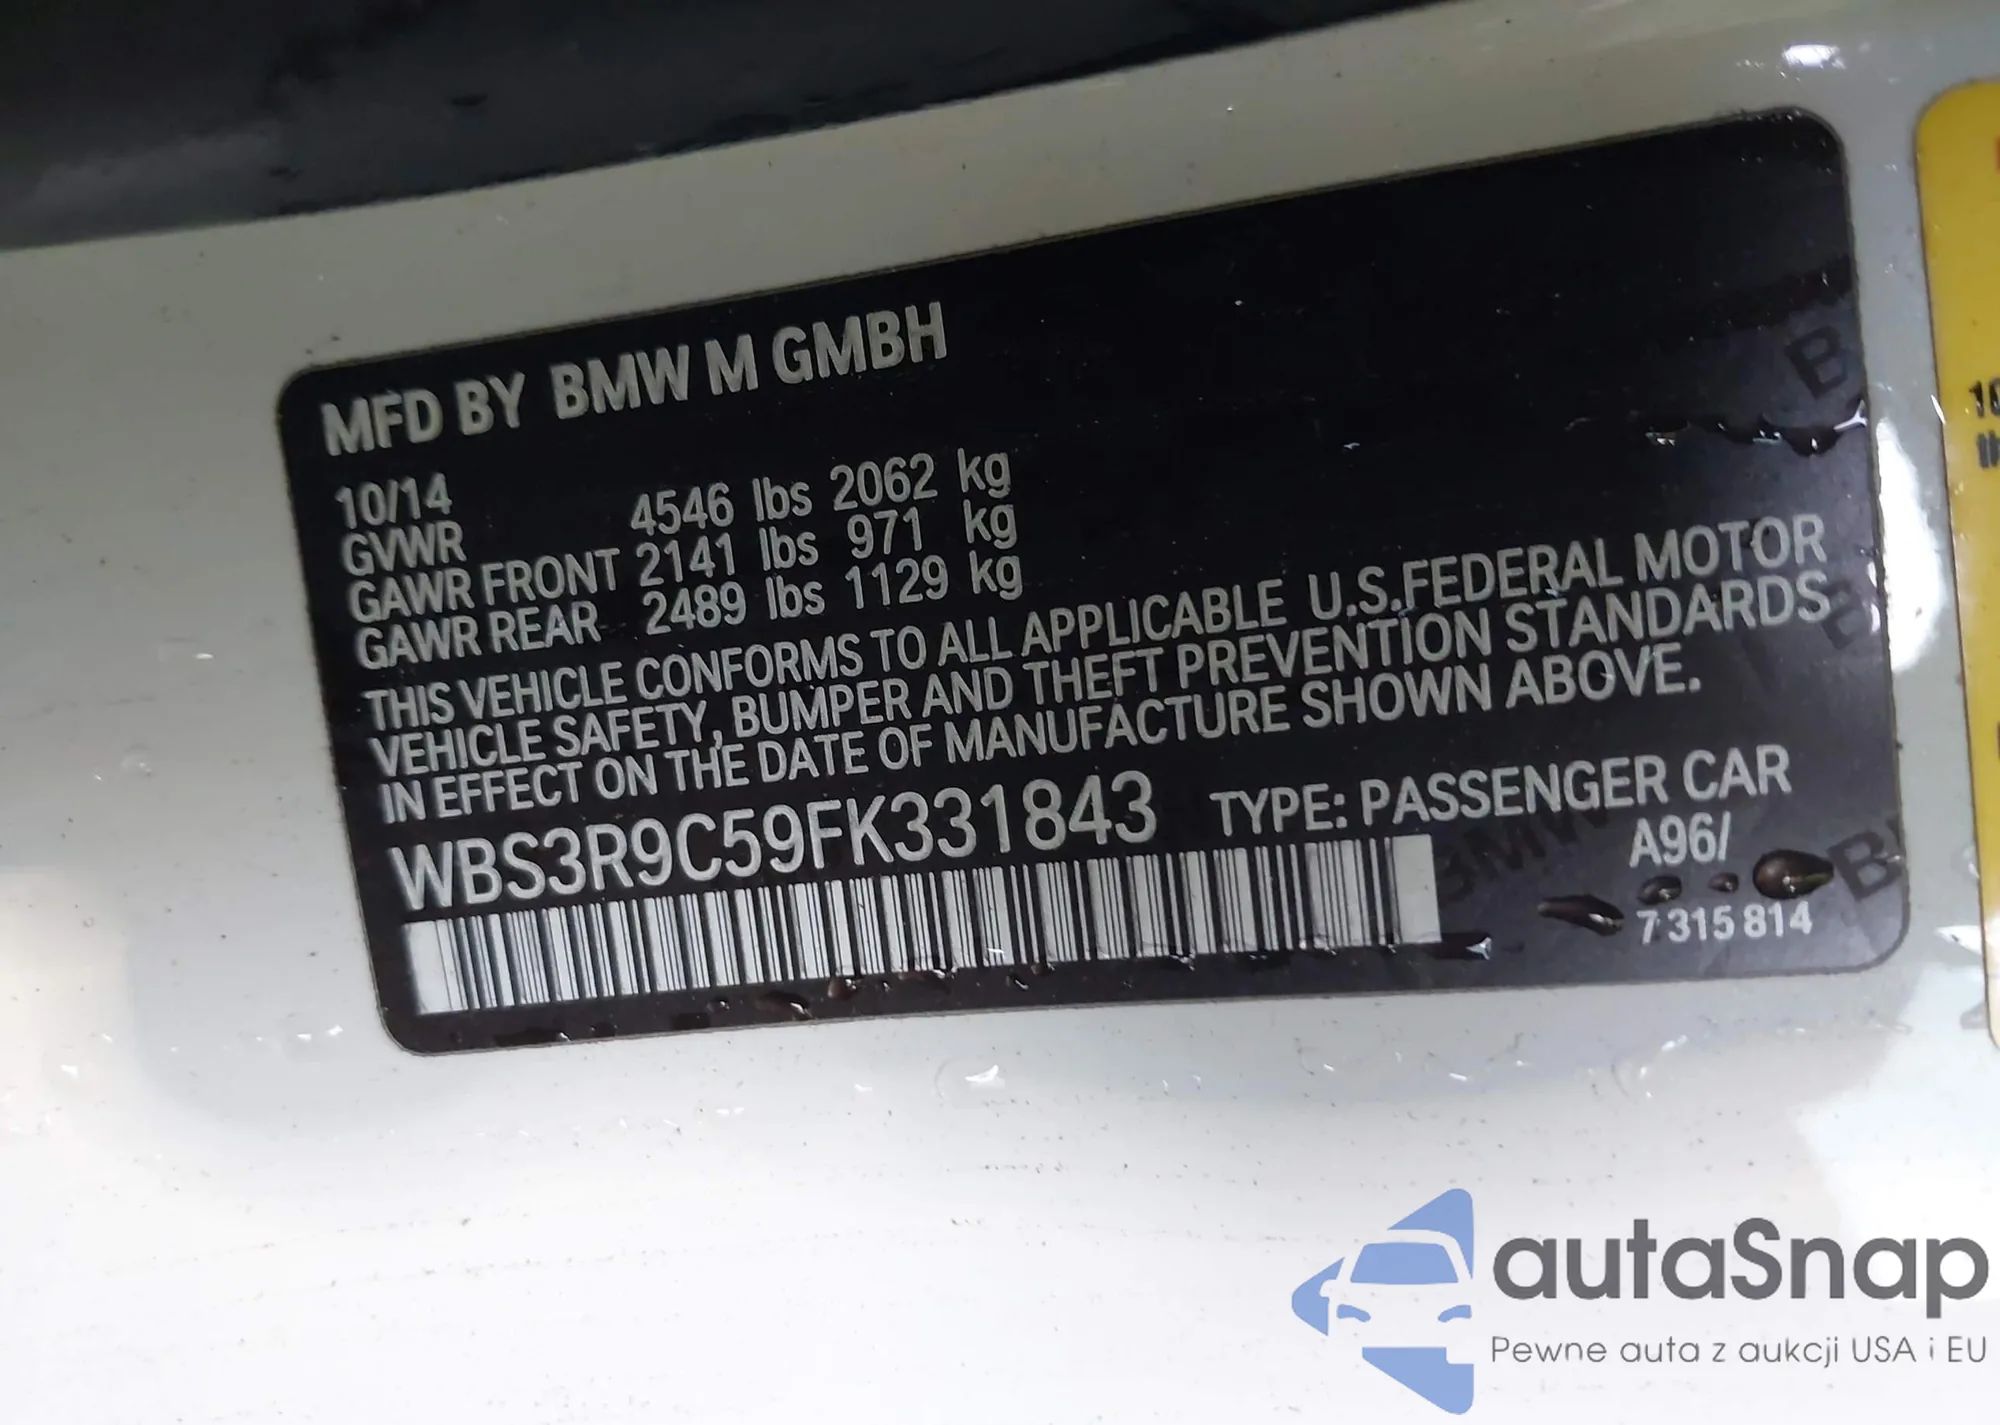 MFD BY BMW M GMBH
10/14
GVWR 4546 lbs 2062 kg
GAWR FRONT 2141 lbs 971 kg
GAWR REAR 2489 lbs 1129 kg
THIS VEHICLE CONFORMS TO ALL APPLICABLE U.S.FEDERAL MOTOR
VEHICLE SAFETY, BUMPER AND THEFT PREVENTION STANDARDS
IN EFFECT ON THE DATE OF MANUFACTURE SHOWN ABOVE.
WBS3R9C59FK331843 TYPE: PASSENGER CAR
A96/
7 315 814
autaSnap
Pewne auta z aukcji USA i EU